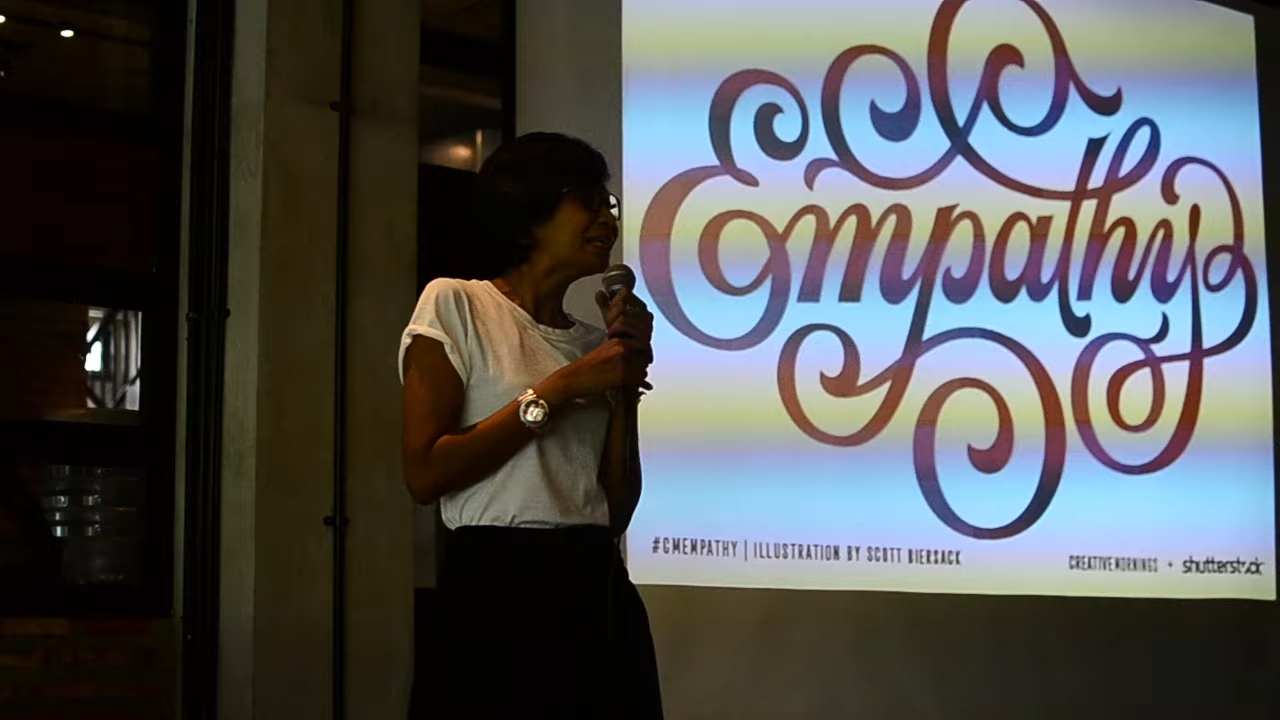 Empathy
#CMEMPATHY | ILLUSTRATION BY SCOTT BIERSACK
CREATIVEMORNINGS + shutterstock